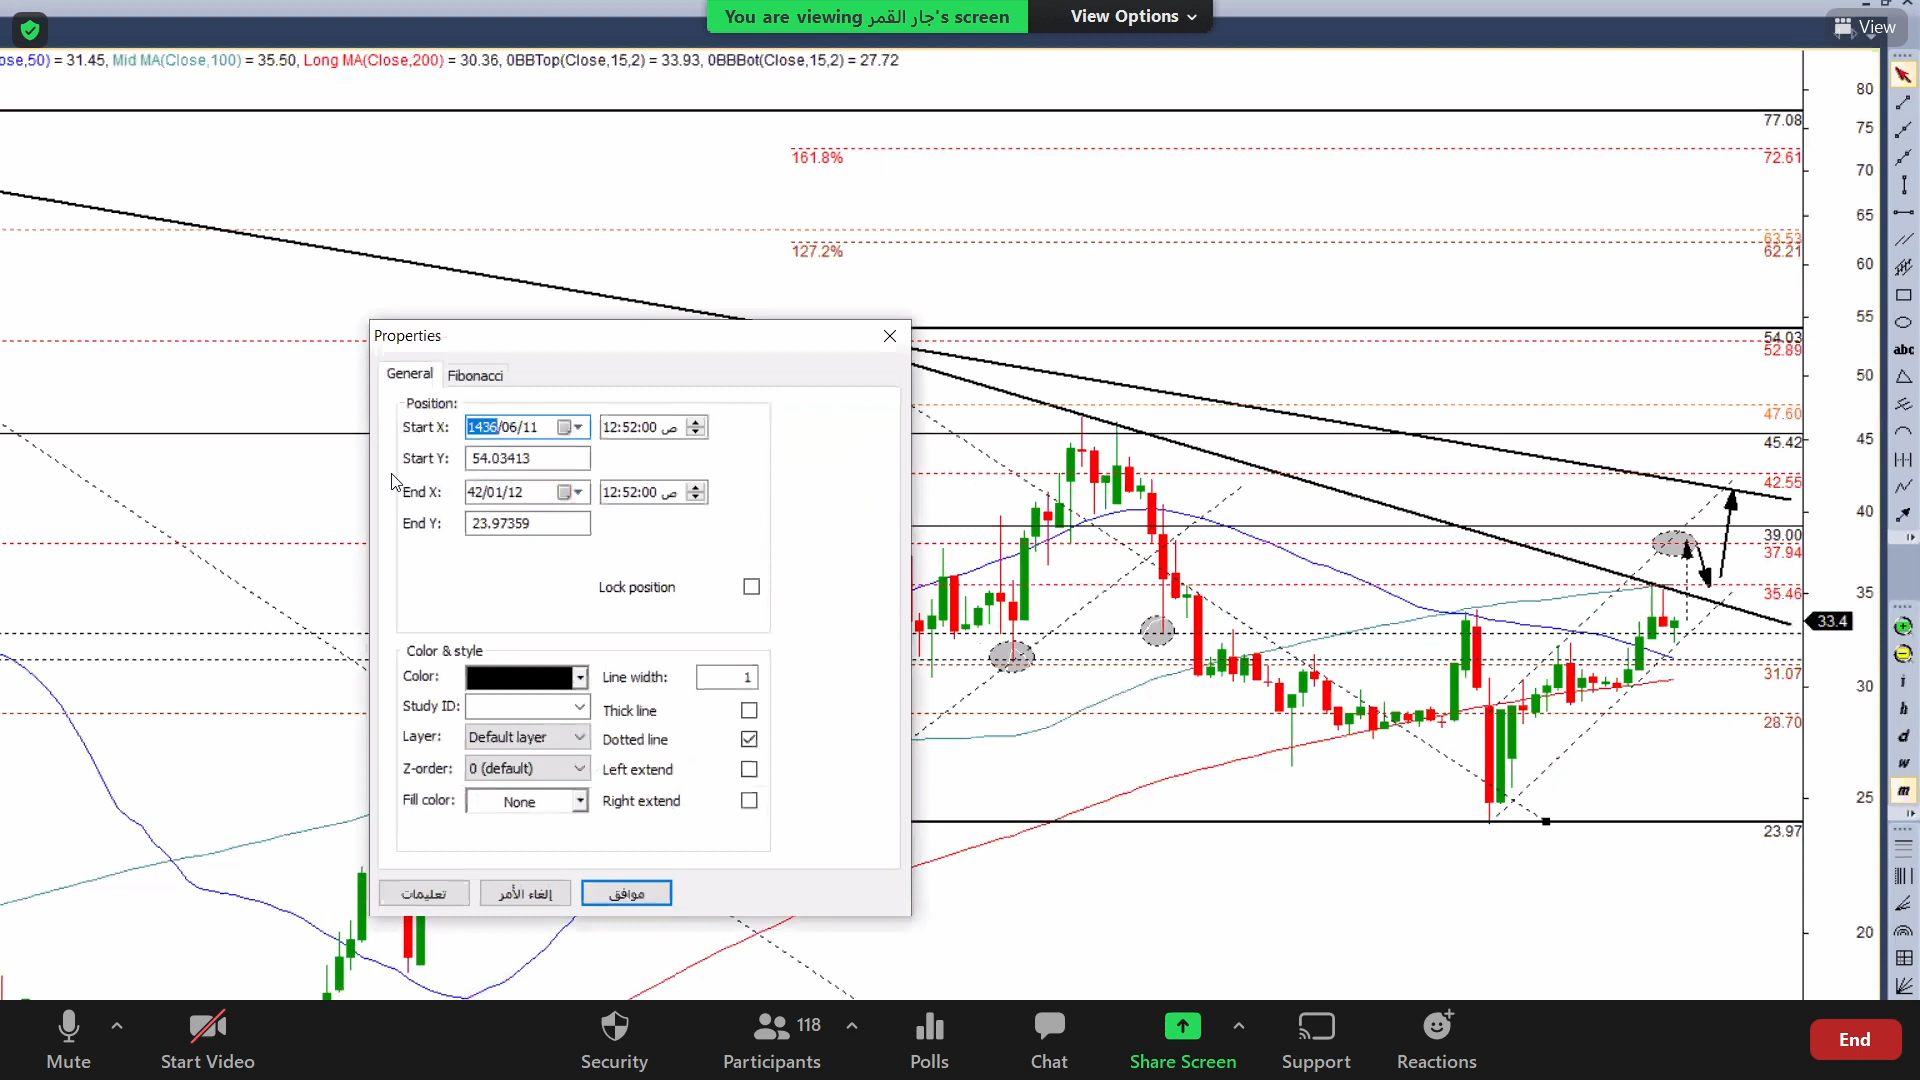 You are viewing جار القمر's screen
View Options
View
ose,50) = 31.45, Mid MA(Close,100) = 35.50, Long MA(Close,200) = 30.36, 0BBTop(Close,15,2) = 33.93, 0BBBot(Close,15,2) = 27.72
80
77.08
75
161.8%
72.61
70
65
63.53
127.2%
62.21
60
55
54.03
52.89
50
47.60
45
45.42
42.55
40
39.00
37.94
35
35.46
33.4
31.07
30
28.70
25
23.97
20
Properties
General
Fibonacci
Position:
Start X: 1436/06/11 12:52:00 ص
Start Y: 54.03413
End X: 42/01/12 12:52:00 ص
End Y: 23.97359
Lock position
Color & style
Color:
Line width: 1
Study ID:
Thick line
Layer: Default layer
Dotted line
Z-order: 0 (default)
Left extend
Fill color: None
Right extend
تعليمات
إلغاء الأمر
موافق
abc
i
h
d
w
m
Mute
Start Video
Security
118
Participants
Polls
Chat
Share Screen
Support
Reactions
End